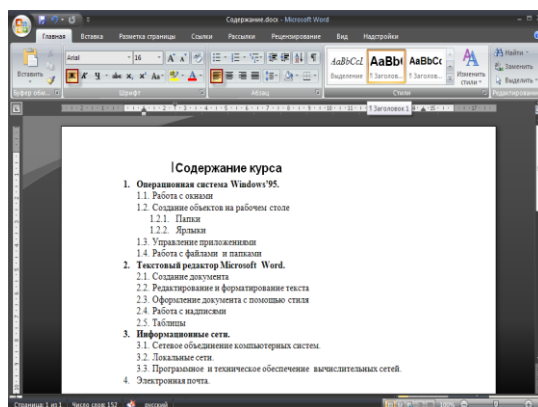 Содержание.docx - Microsoft Word
Главная Вставка Разметка страницы Ссылки Рассылки Рецензирование Вид Надстройки
Arial 16
Найти
Заменить
Выделить
Вставить
Ж К Ч abc x, x² Aa
AaBbCcI AaBb( AaBbCc
Выделение ¶ Заголов... ¶ Заголов...
Изменить стили
Буфер обм... Шрифт Абзац Стили Редактирование
Заголовок 1
Содержание курса
1. Операционная система Windows'95.
1.1. Работа с окнами
1.2. Создание объектов на рабочем столе
1.2.1. Папки
1.2.2. Ярлыки
1.3. Управление приложениями
1.4. Работа с файлами и папками
2. Текстовый редактор Microsoft Word.
2.1. Создание документа
2.2. Редактирование и форматирование текста
2.3. Оформление документа с помощью стиля
2.4. Работа с надписями
2.5. Таблицы
3. Информационные сети.
3.1. Сетевое объединение компьютерных систем.
3.2. Локальные сети.
3.3. Программное и техническое обеспечение вычислительных сетей.
4. Электронная почта.
Страница: 1 из 1 Число слов: 152 русский 100%